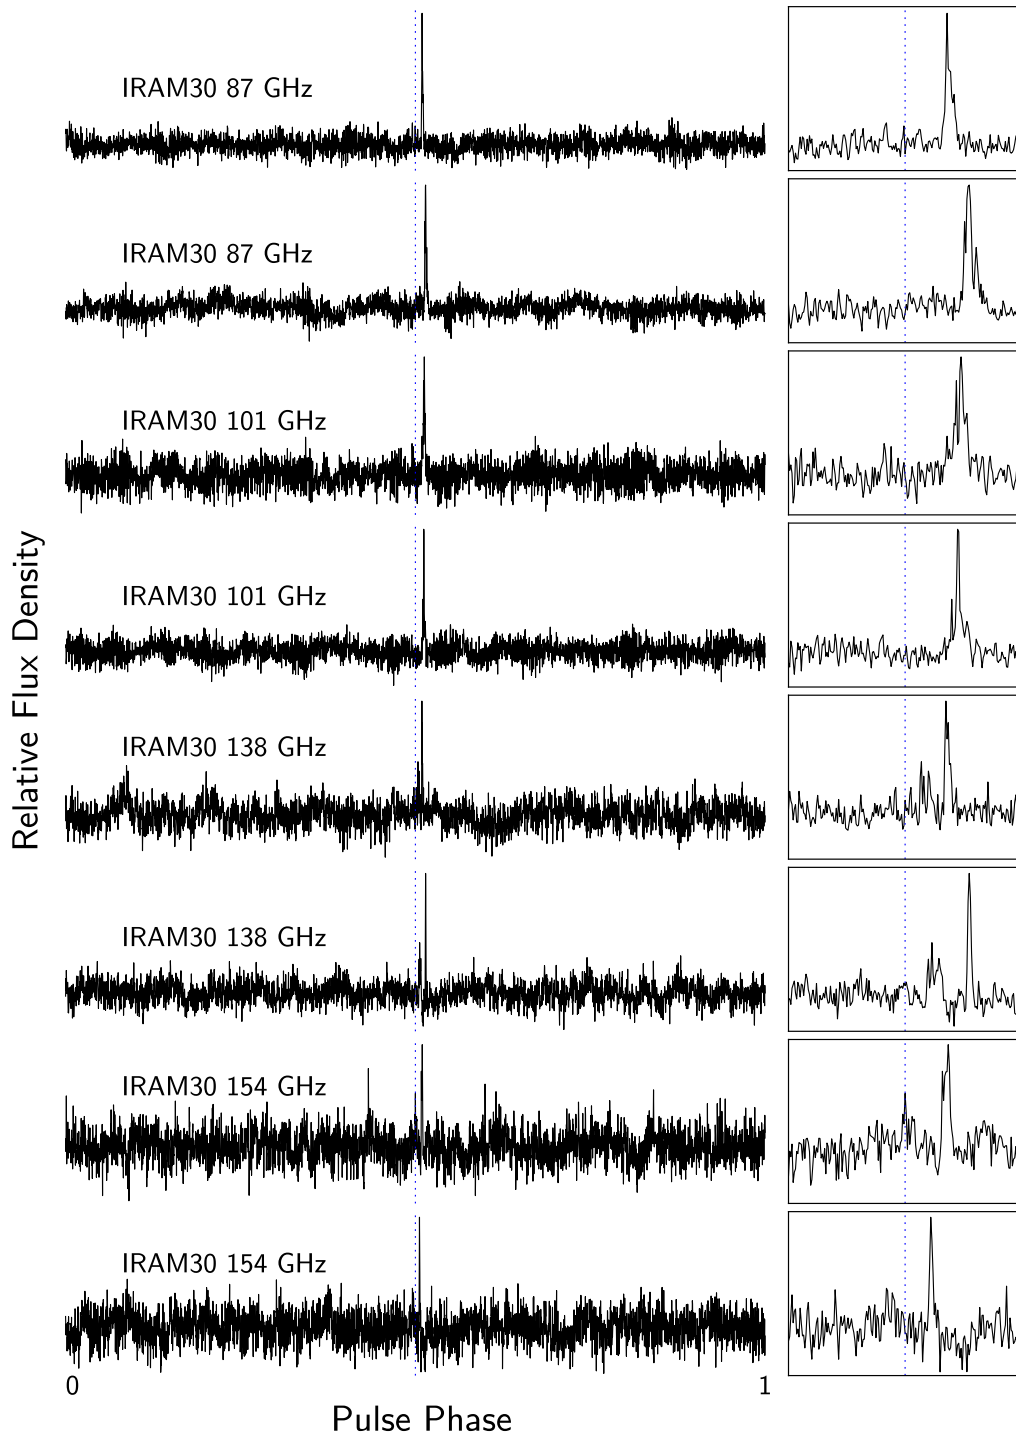 IRAM30 87 GHz
IRAM30 87 GHz
IRAM30 101 GHz
IRAM30 101 GHz
IRAM30 138 GHz
IRAM30 138 GHz
IRAM30 154 GHz
IRAM30 154 GHz
Relative Flux Density
0 1
Pulse Phase